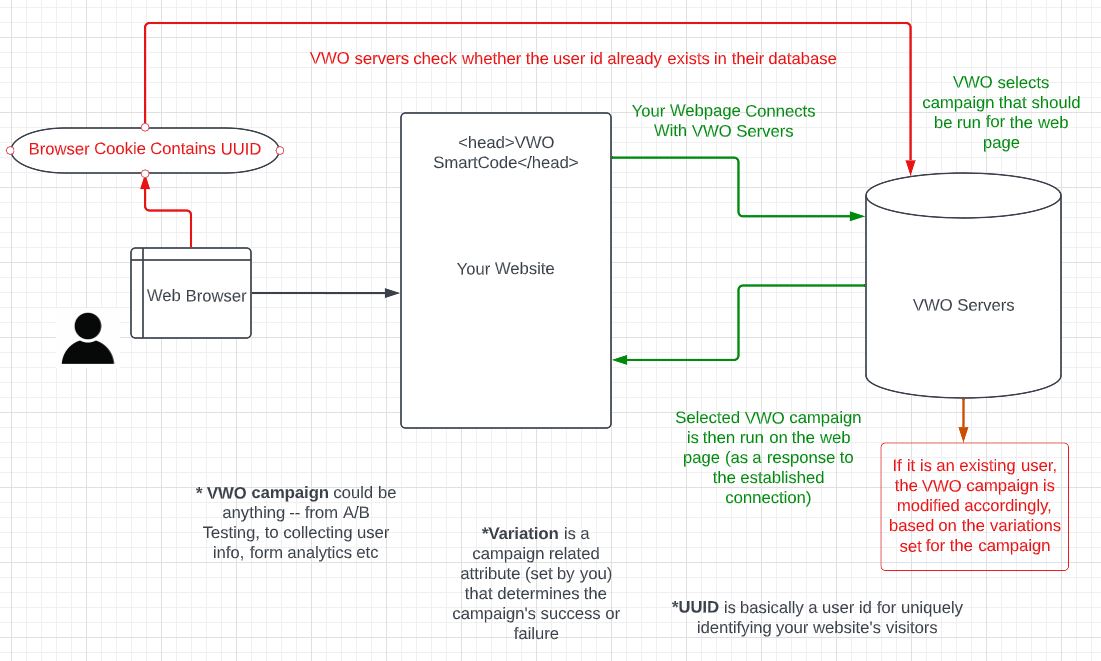 VWO servers check whether the user id already exists in their database
VWO selects
campaign that should
be run for the web
page
Your Webpage Connects
With VWO Servers
Browser Cookie Contains UUID
<head>VWO
SmartCode</head>
Your Website
Web Browser
VWO Servers
Selected VWO campaign
is then run on the web
page (as a response to
the established
connection)
If it is an existing user,
the VWO campaign is
modified accordingly,
based on the variations
set for the campaign
* VWO campaign could be
anything -- from A/B
Testing, to collecting user
info, form analytics etc
*Variation is a
campaign related
attribute (set by you)
that determines the
campaign's success or
failure
*UUID is basically a user id for uniquely
identifying your website's visitors